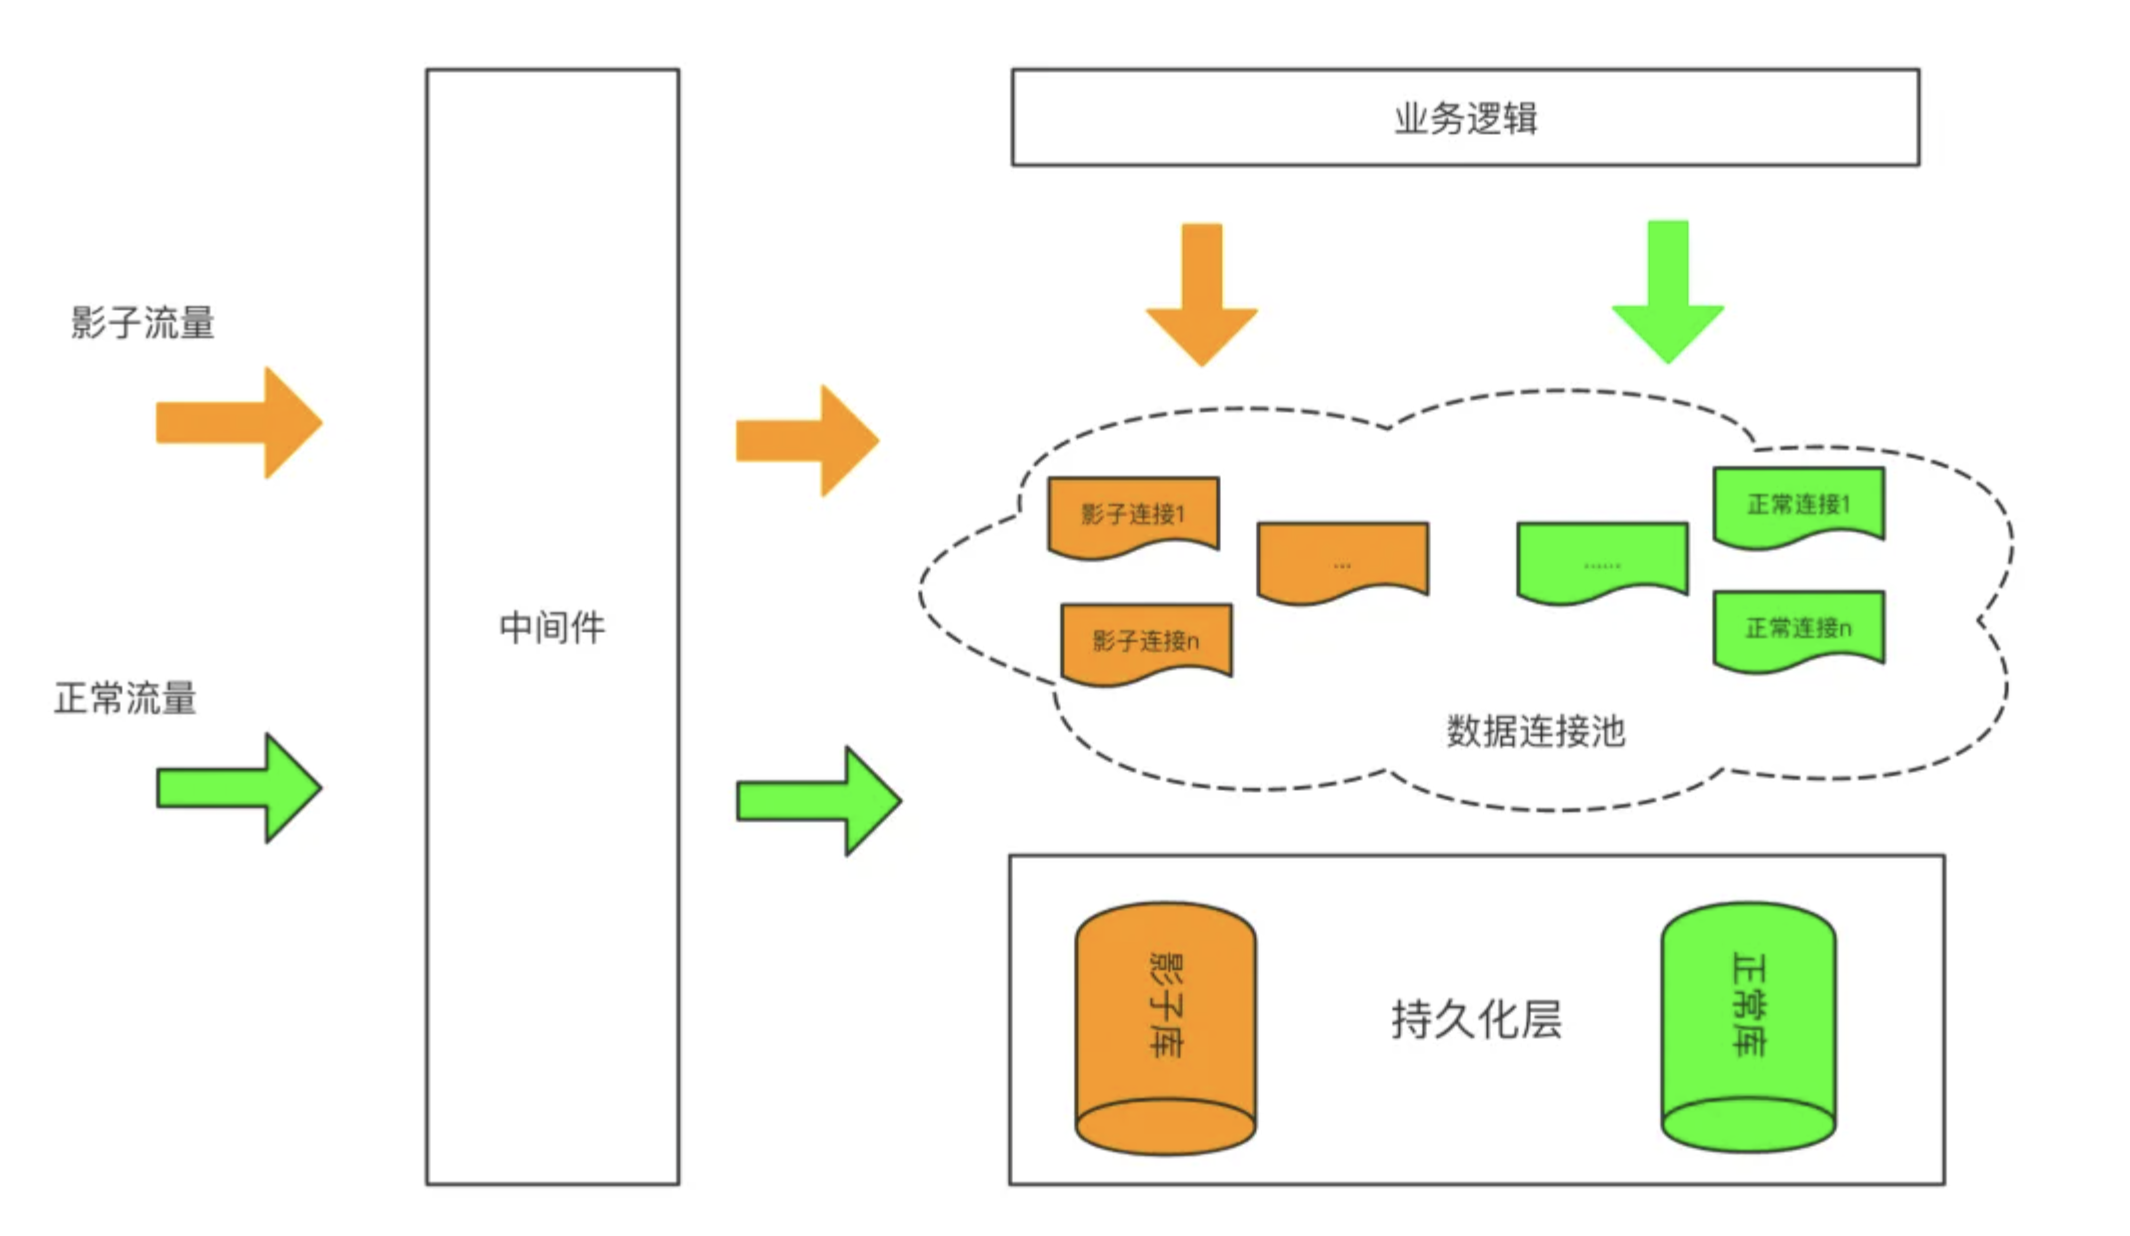 业务逻辑
影子流量
中间件
正常流量
影子连接1
...
......
正常连接1
影子连接n
正常连接n
数据连接池
影子库
持久化层
正常库